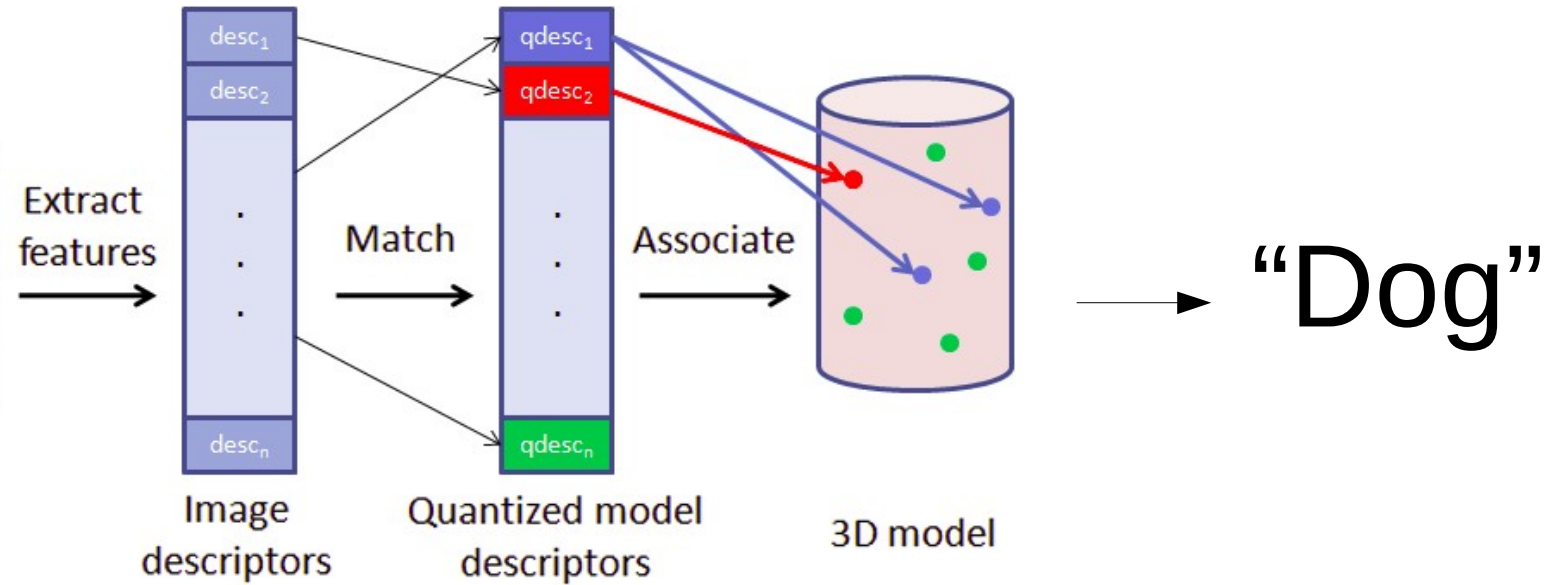 desc₁
desc₂
.
.
.
descₙ
qdesc₁
qdesc₂
.
.
.
qdescₙ
Extract
features
Match
Associate
“Dog”
Image
descriptors
Quantized model
descriptors
3D model